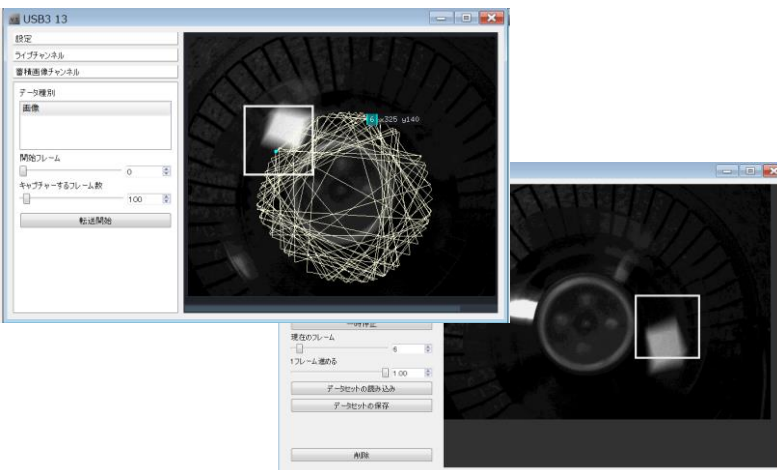 USB3 13
設定
ライブチャンネル
蓄積画像チャンネル
データ種別
画像
開始フレーム
0
キャプチャーするフレーム数
100
転送開始
6 x325 y140
一時停止
現在のフレーム
6
1フレーム進める
1.00
データセットの読み込み
データセットの保存
削除